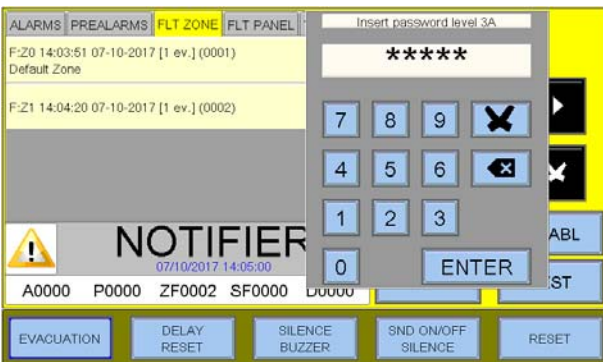 ALARMS PREALARMS FLT ZONE FLT PANEL
Insert password level 3A
F:Z0 14:03:51 07-10-2017 [1 ev.] (0001)
Default Zone
*****
F:Z1 14:04:20 07-10-2017 [1 ev.] (0002)
7 8 9
4 5 6
1 2 3
0 ENTER
NOTIFIER
07/10/2017 14:05:00
ABL
ST
A0000 P0000 ZF0002 SF0000 D0000
EVACUATION
DELAY
RESET
SILENCE
BUZZER
SND ON/OFF
SILENCE
RESET